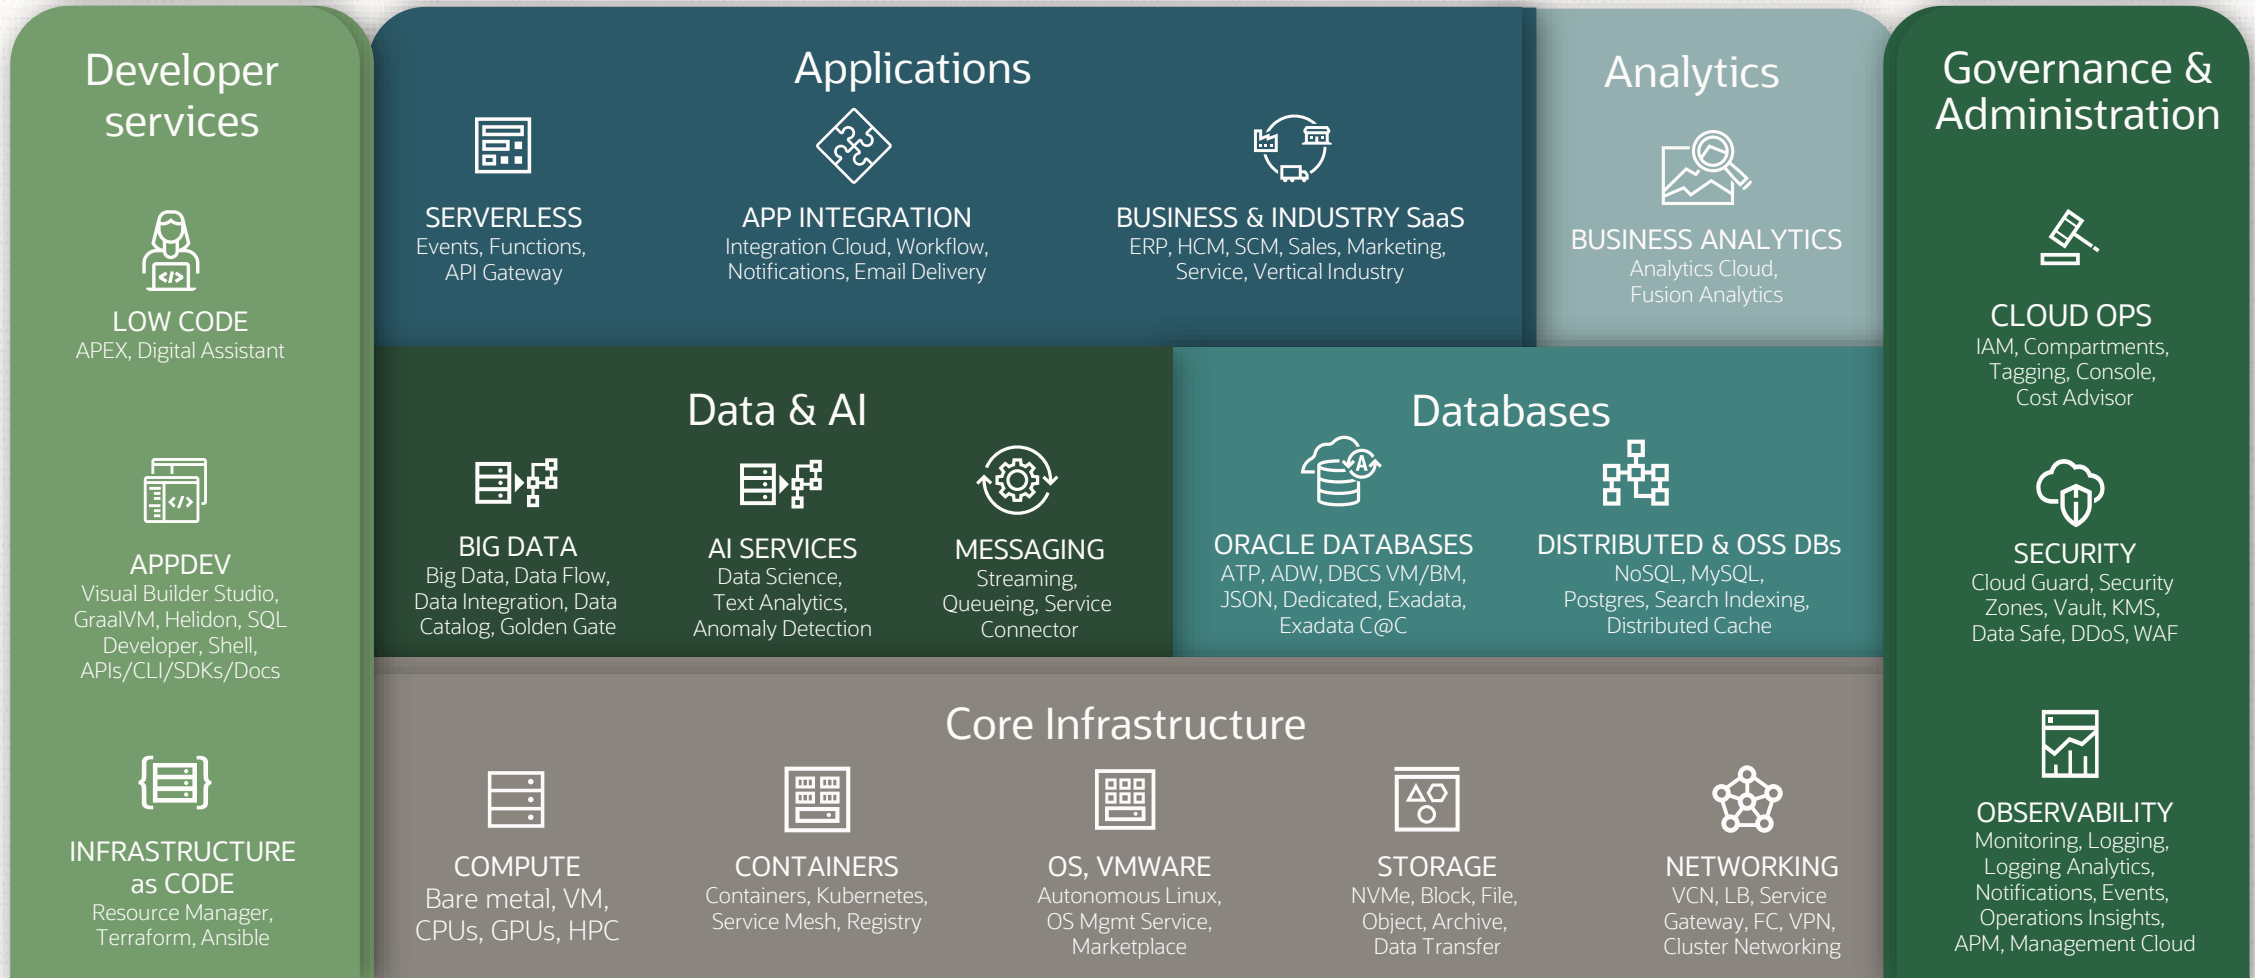 Developer
services
LOW CODE
APEX, Digital Assistant
APPDEV
Visual Builder Studio,
GraalVM, Helidon, SQL
Developer, Shell,
APIs/CLI/SDKs/Docs
INFRASTRUCTURE
as CODE
Resource Manager,
Terraform, Ansible
Applications
SERVERLESS
Events, Functions,
API Gateway
APP INTEGRATION
Integration Cloud, Workflow,
Notifications, Email Delivery
BUSINESS & INDUSTRY SaaS
ERP, HCM, SCM, Sales, Marketing,
Service, Vertical Industry
Analytics
BUSINESS ANALYTICS
Analytics Cloud,
Fusion Analytics
Data & AI
BIG DATA
Big Data, Data Flow,
Data Integration, Data
Catalog, Golden Gate
AI SERVICES
Data Science,
Text Analytics,
Anomaly Detection
MESSAGING
Streaming,
Queueing, Service
Connector
Databases
A
ORACLE DATABASES
ATP, ADW, DBCS VM/BM,
JSON, Dedicated, Exadata,
Exadata C@C
DISTRIBUTED & OSS DBs
NoSQL, MySQL,
Postgres, Search Indexing,
Distributed Cache
Core Infrastructure
COMPUTE
Bare metal, VM,
CPUs, GPUs, HPC
CONTAINERS
Containers, Kubernetes,
Service Mesh, Registry
OS, VMWARE
Autonomous Linux,
OS Mgmt Service,
Marketplace
STORAGE
NVMe, Block, File,
Object, Archive,
Data Transfer
NETWORKING
VCN, LB, Service
Gateway, FC, VPN,
Cluster Networking
Governance &
Administration
CLOUD OPS
IAM, Compartments,
Tagging, Console,
Cost Advisor
SECURITY
Cloud Guard, Security
Zones, Vault, KMS,
Data Safe, DDoS, WAF
OBSERVABILITY
Monitoring, Logging,
Logging Analytics,
Notifications, Events,
Operations Insights,
APM, Management Cloud